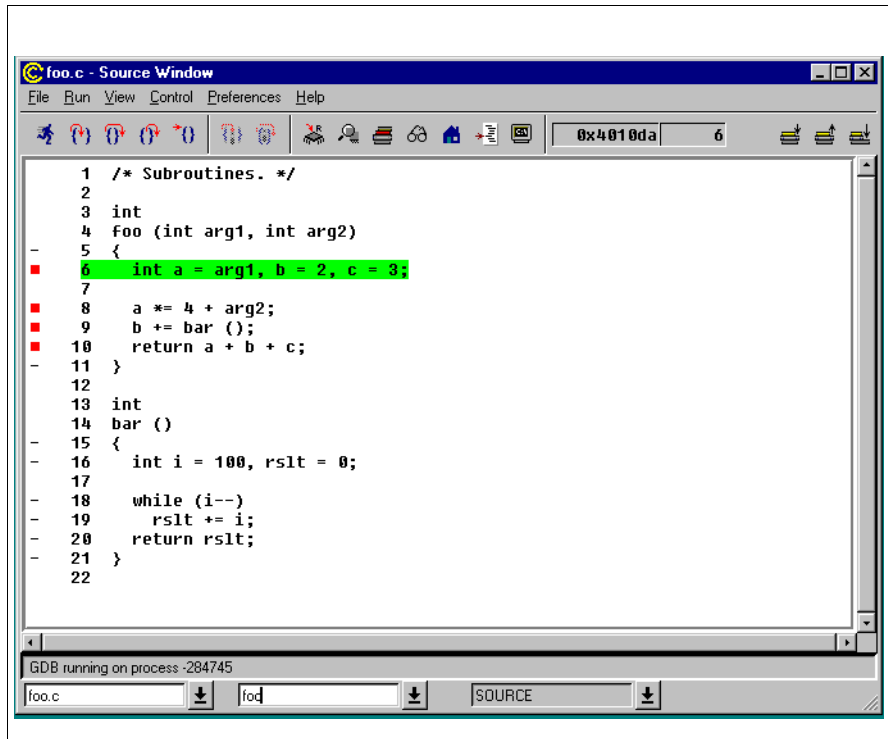 foo.c - Source Window
File Run View Control Preferences Help
0x4010da 6
1 /* Subroutines. */
2
3 int
4 foo (int arg1, int arg2)
- 5 {
6 int a = arg1, b = 2, c = 3;
7
8 a *= 4 + arg2;
9 b += bar ();
10 return a + b + c;
- 11 }
12
13 int
14 bar ()
- 15 {
- 16 int i = 100, rslt = 0;
17
- 18 while (i--)
- 19 rslt += i;
- 20 return rslt;
- 21 }
22
GDB running on process -284745
foo.c foo SOURCE